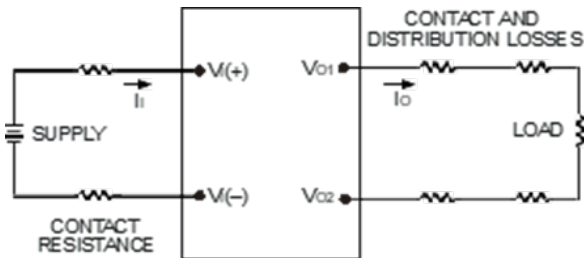 CONTACT AND
DISTRIBUTION LOSSES
VI(+)
VO1
II
IO
SUPPLY
LOAD
VI(–)
VO2
CONTACT
RESISTANCE